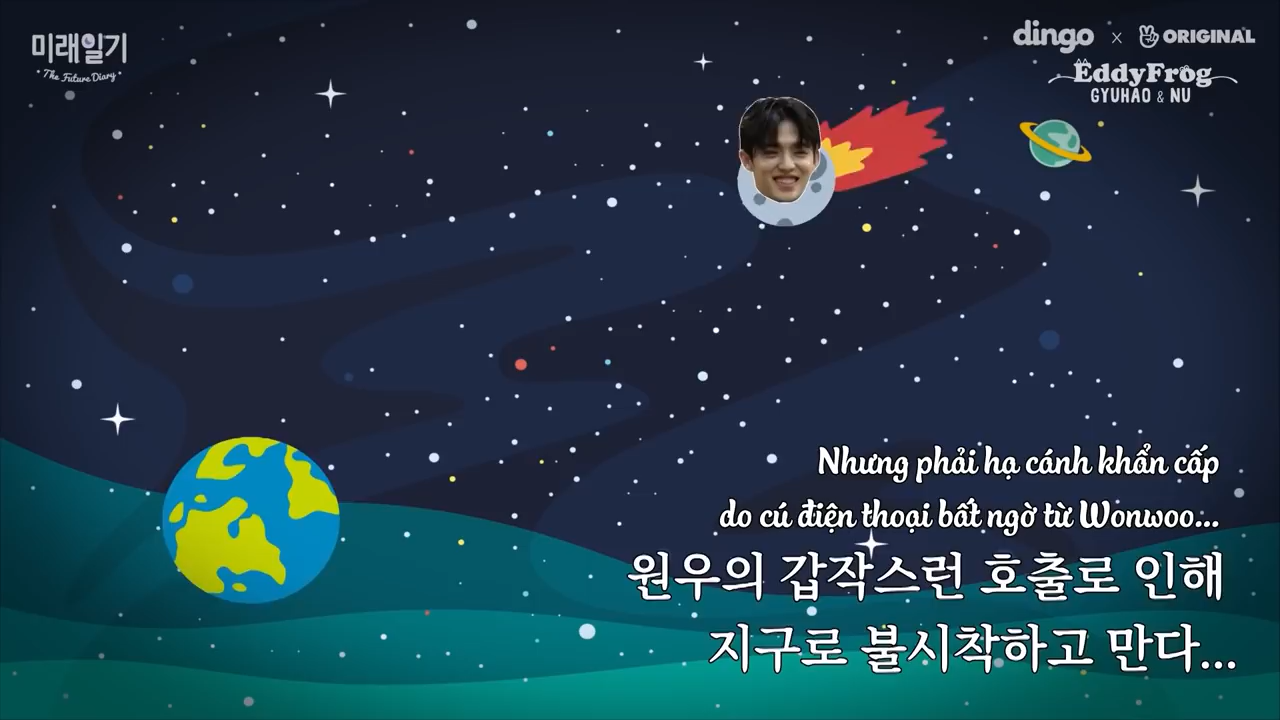 미래일기
The Future Diary
dingo × ORIGINAL
EddyFrog
GYUHAO & NU
Nhưng phải hạ cánh khẩn cấp
do cú điện thoại bất ngờ từ Wonwoo...
원우의 갑작스런 호출로 인해
지구로 불시착하고 만다...